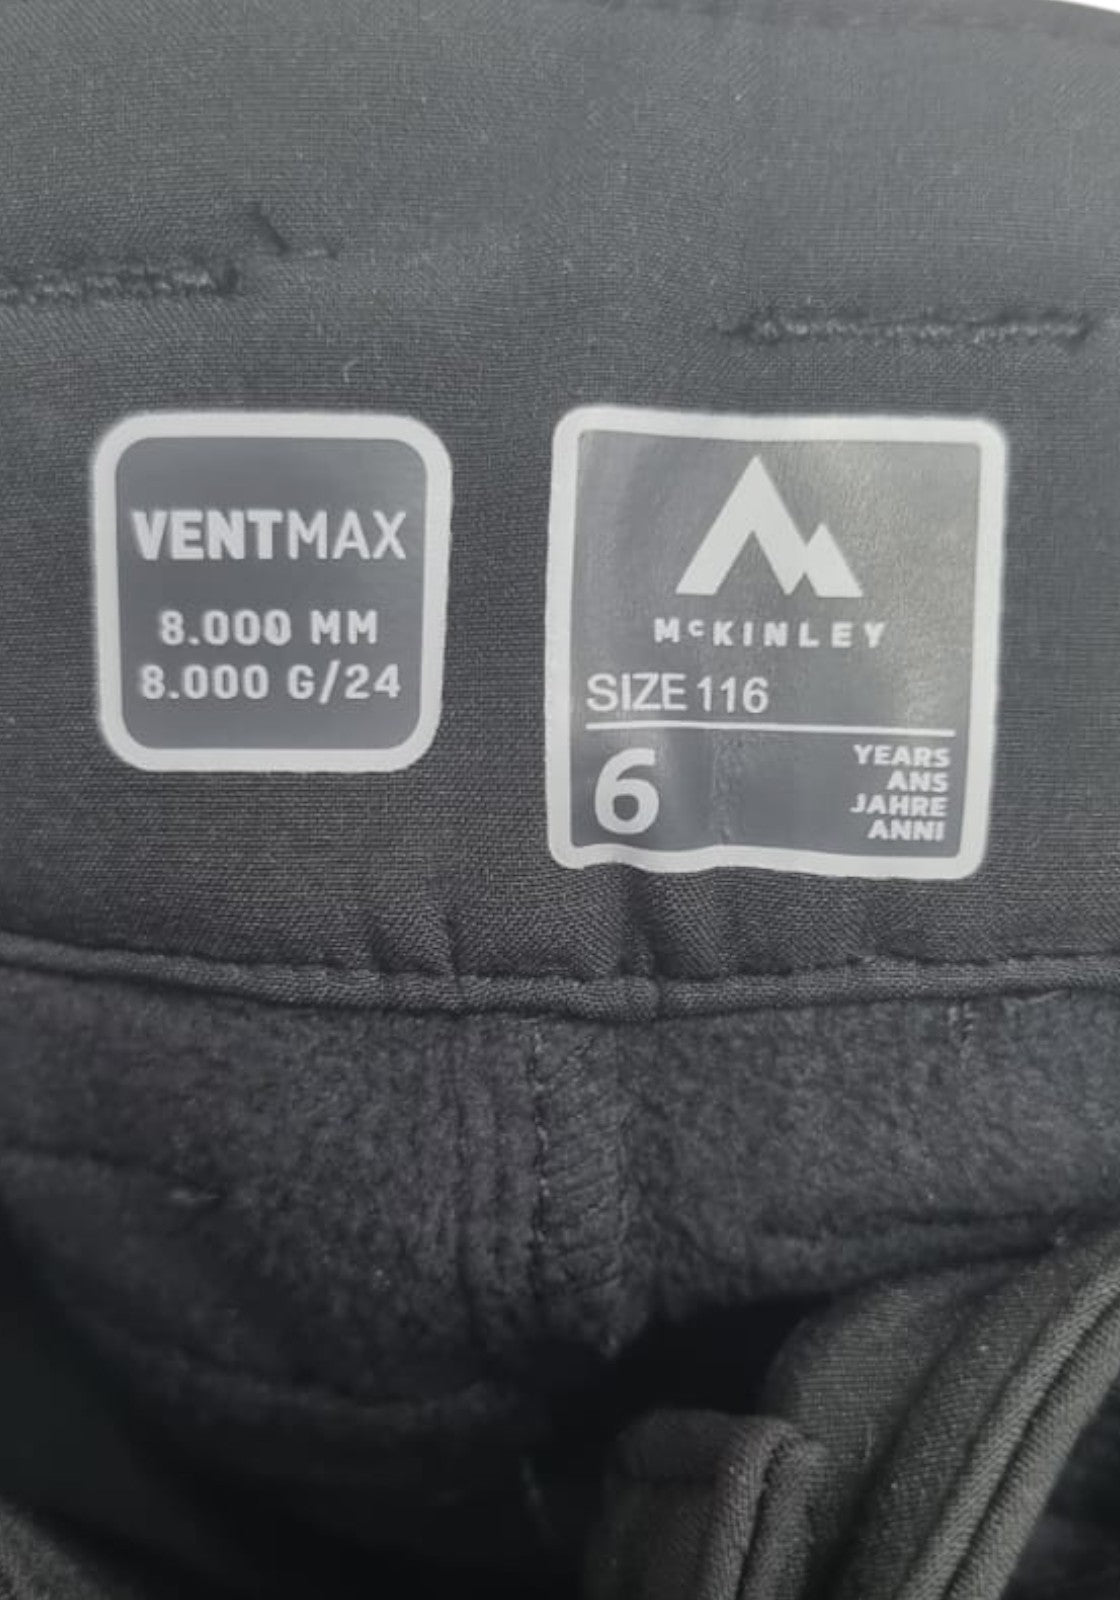 VENTMAX
8.000 MM
8.000 G/24
McKINLEY
SIZE 116
6
YEARS
ANS
JAHRE
ANNI